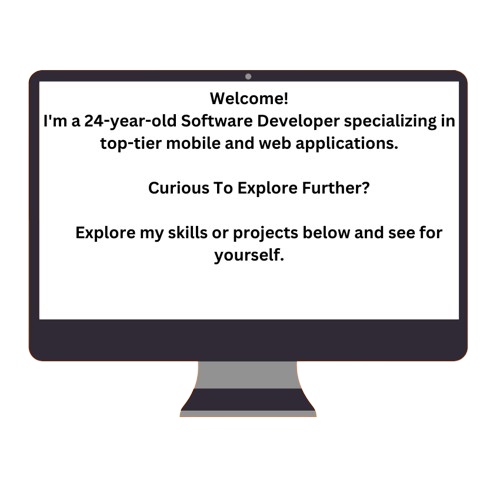 Welcome!
I'm a 24-year-old Software Developer specializing in
top-tier mobile and web applications.
Curious To Explore Further?
Explore my skills or projects below and see for
yourself.